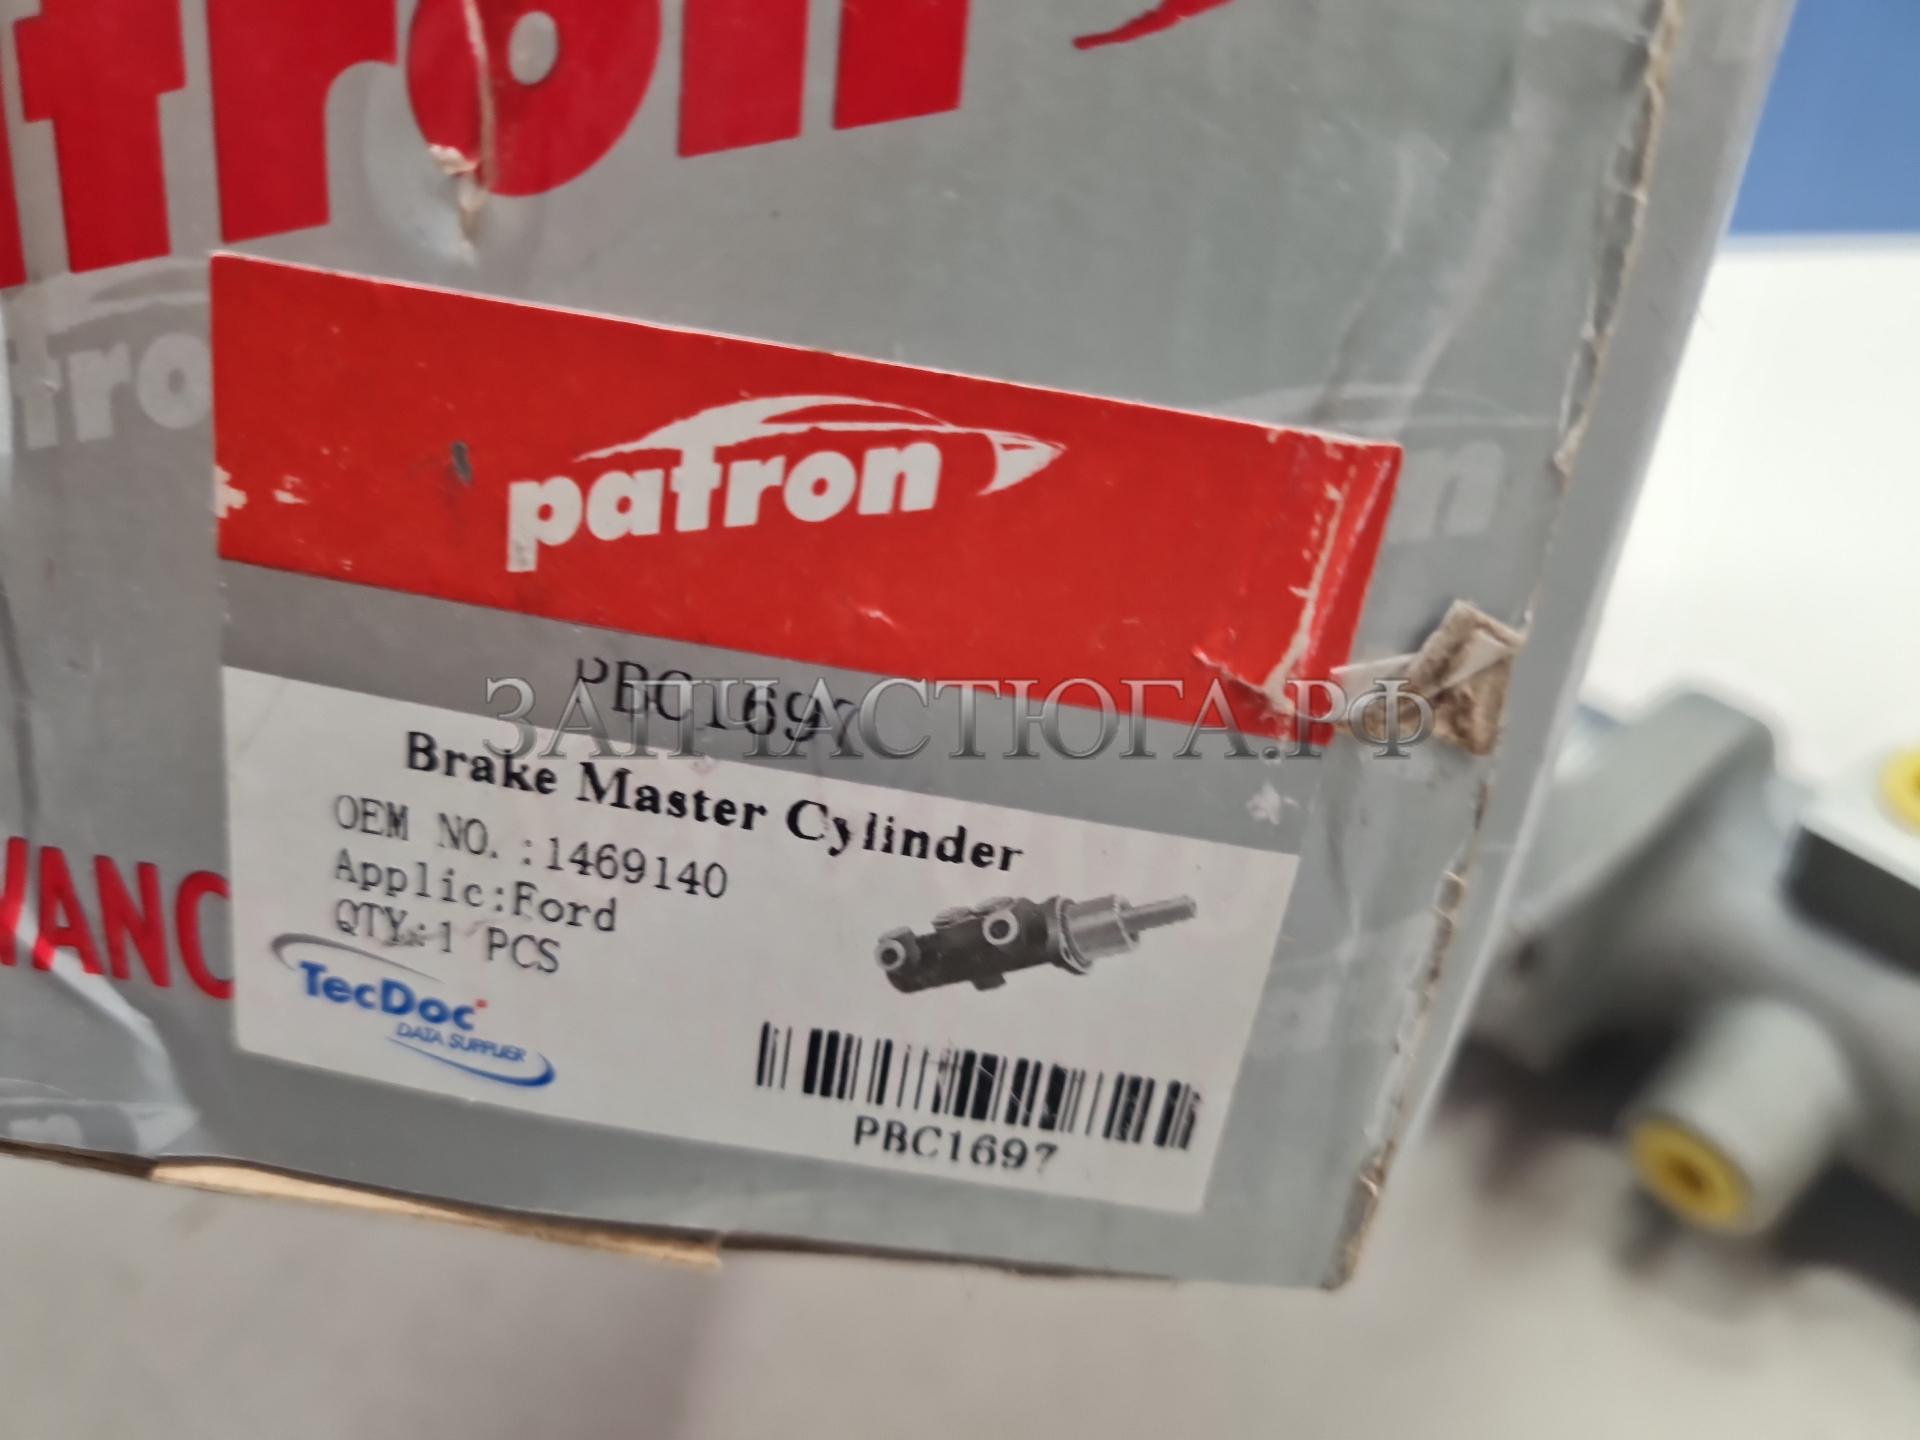 patron
PBC1697
ЗАПЧАСТЮГА.РФ
Brake Master Cylinder
OEM NO.:1469140
Applic:Ford
QTY:1 PCS
TecDoc
DATA SUPPLIER
PBC1697